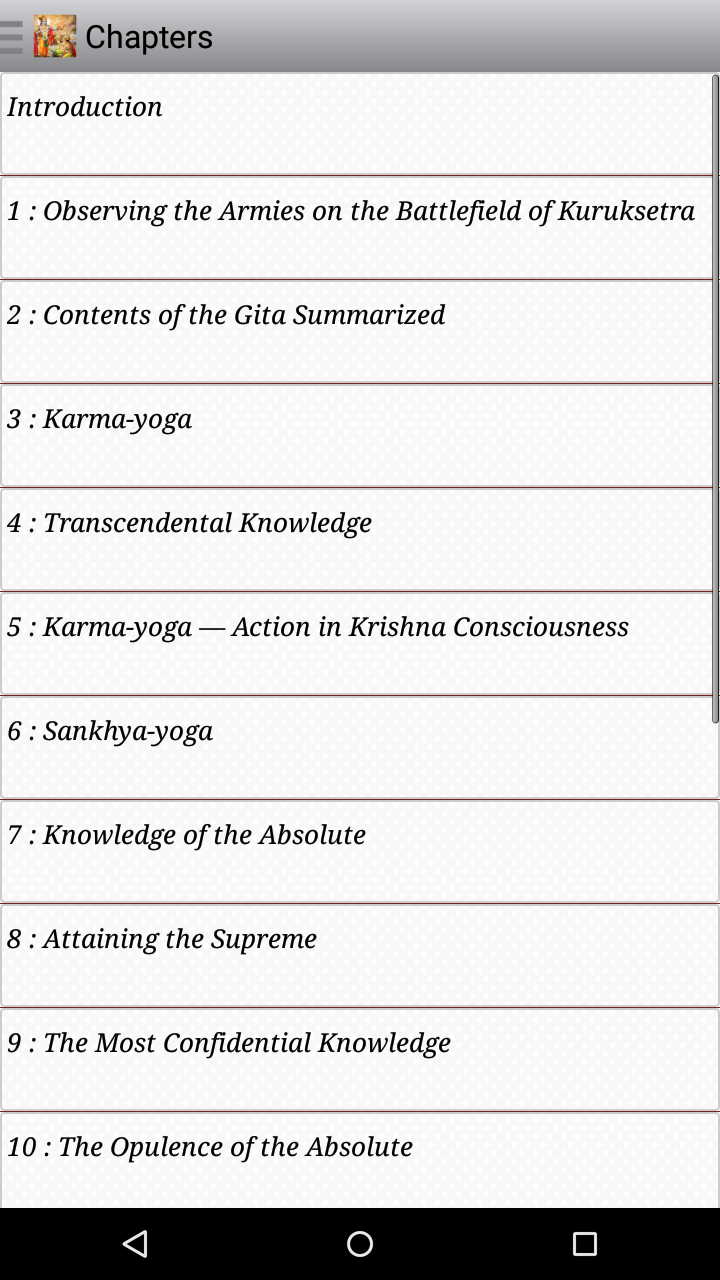 Chapters
Introduction
1 : Observing the Armies on the Battlefield of Kuruksetra
2 : Contents of the Gita Summarized
3 : Karma-yoga
4 : Transcendental Knowledge
5 : Karma-yoga — Action in Krishna Consciousness
6 : Sankhya-yoga
7 : Knowledge of the Absolute
8 : Attaining the Supreme
9 : The Most Confidential Knowledge
10 : The Opulence of the Absolute